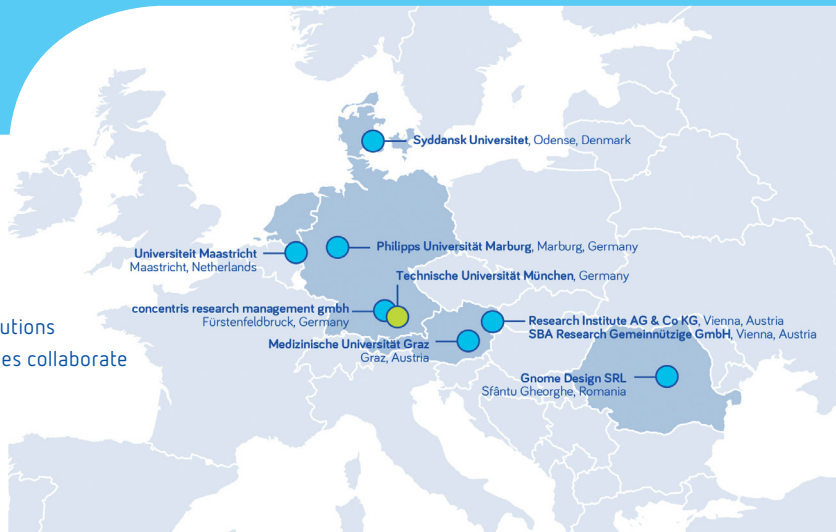 Syddansk Universitet, Odense, Denmark
Universiteit Maastricht
Maastricht, Netherlands
Philipps Universität Marburg, Marburg, Germany
Technische Universität München, Germany
concentris research management gmbh
Fürstenfeldbruck, Germany
Research Institute AG & Co KG, Vienna, Austria
SBA Research Gemeinnützige GmbH, Vienna, Austria
Medizinische Universität Graz
Graz, Austria
Gnome Design SRL
Sfântu Gheorghe, Romania
utions
es collaborate